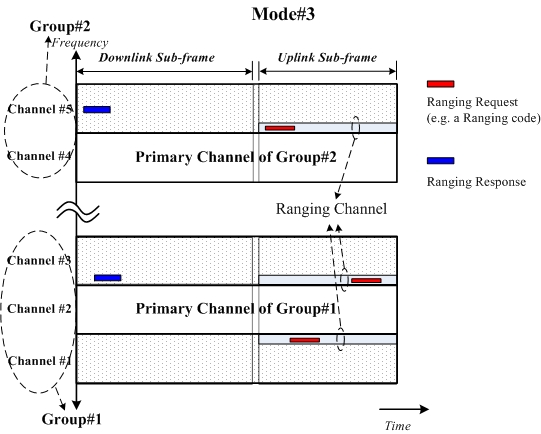 Mode#3
Group#2
Frequency
Downlink Sub-frame
Uplink Sub-frame
Channel #5
Channel #4
Primary Channel of Group#2
Ranging Request
(e.g. a Ranging code)
Ranging Response
Ranging Channel
Channel #3
Channel #2
Primary Channel of Group#1
Channel #1
Group#1
Time